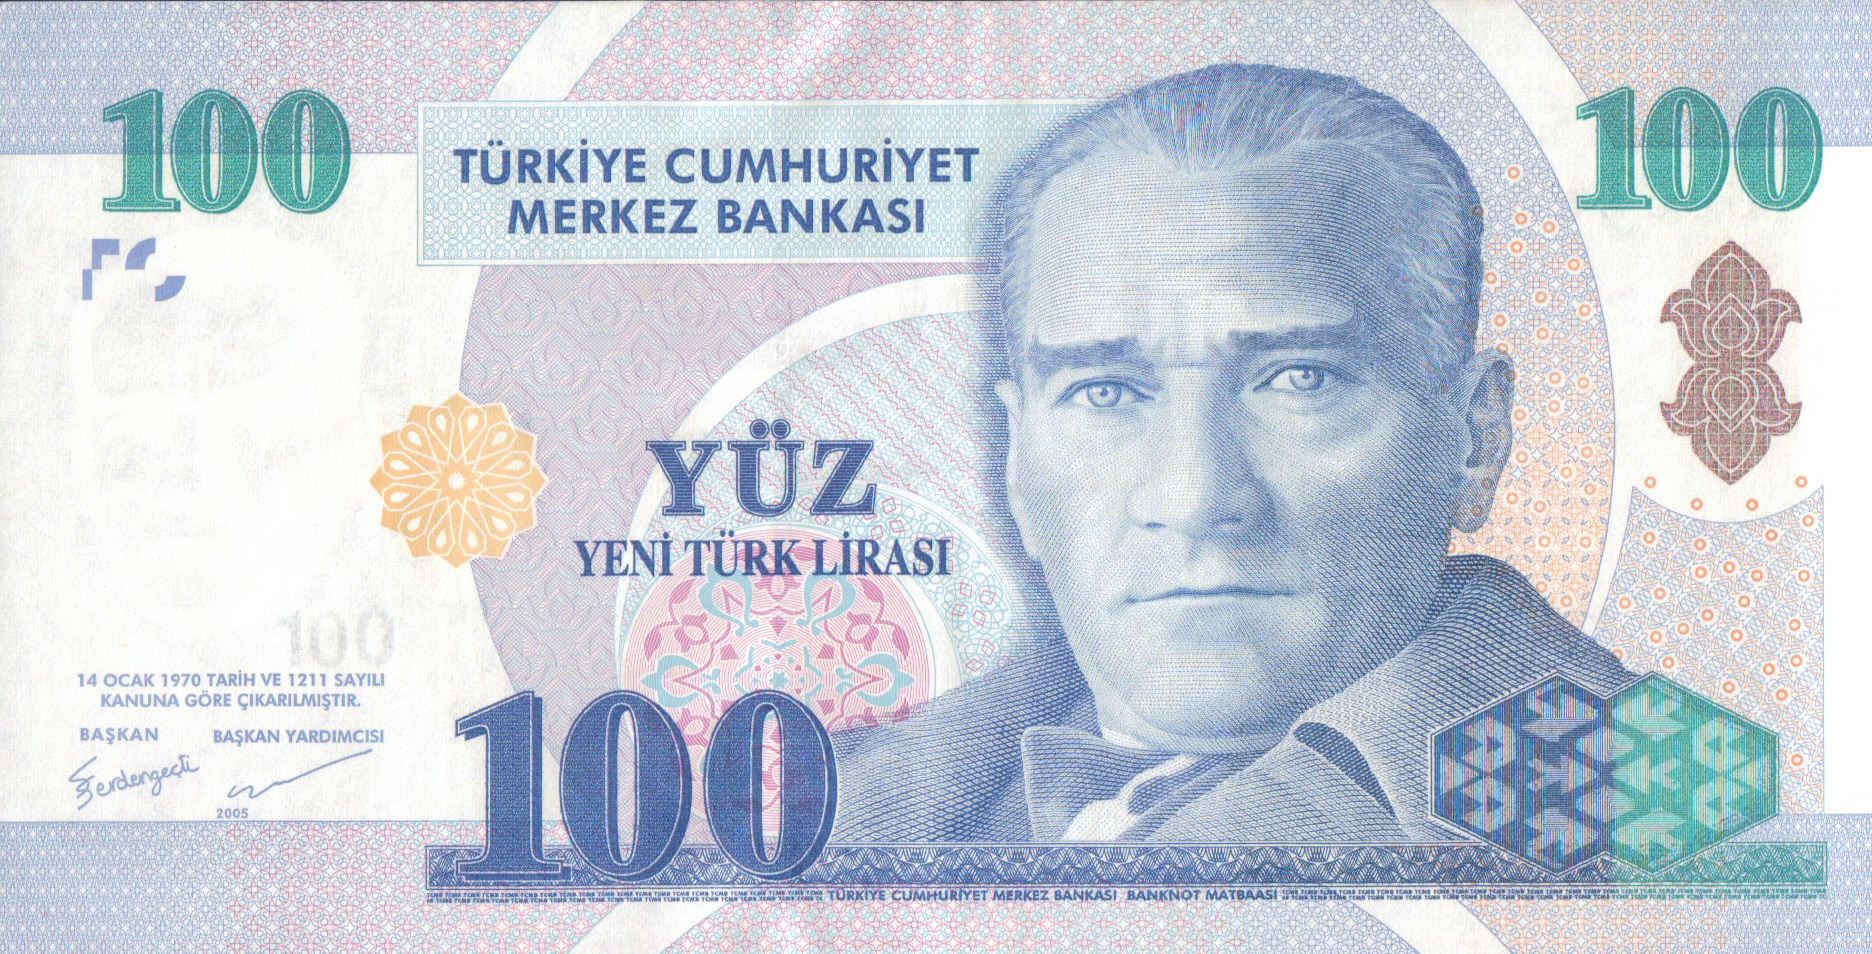 100
100
TÜRKİYE CUMHURİYET
MERKEZ BANKASI
YÜZ
YENİ TÜRK LİRASI
100
14 OCAK 1970 TARİH VE 1211 SAYILI
KANUNA GÖRE ÇIKARILMIŞTIR.
BAŞKAN BAŞKAN YARDIMCISI
Serdengeçti
2005
100
TÜRKİYE CUMHURİYET MERKEZ BANKASI BANKNOT MATBAASI